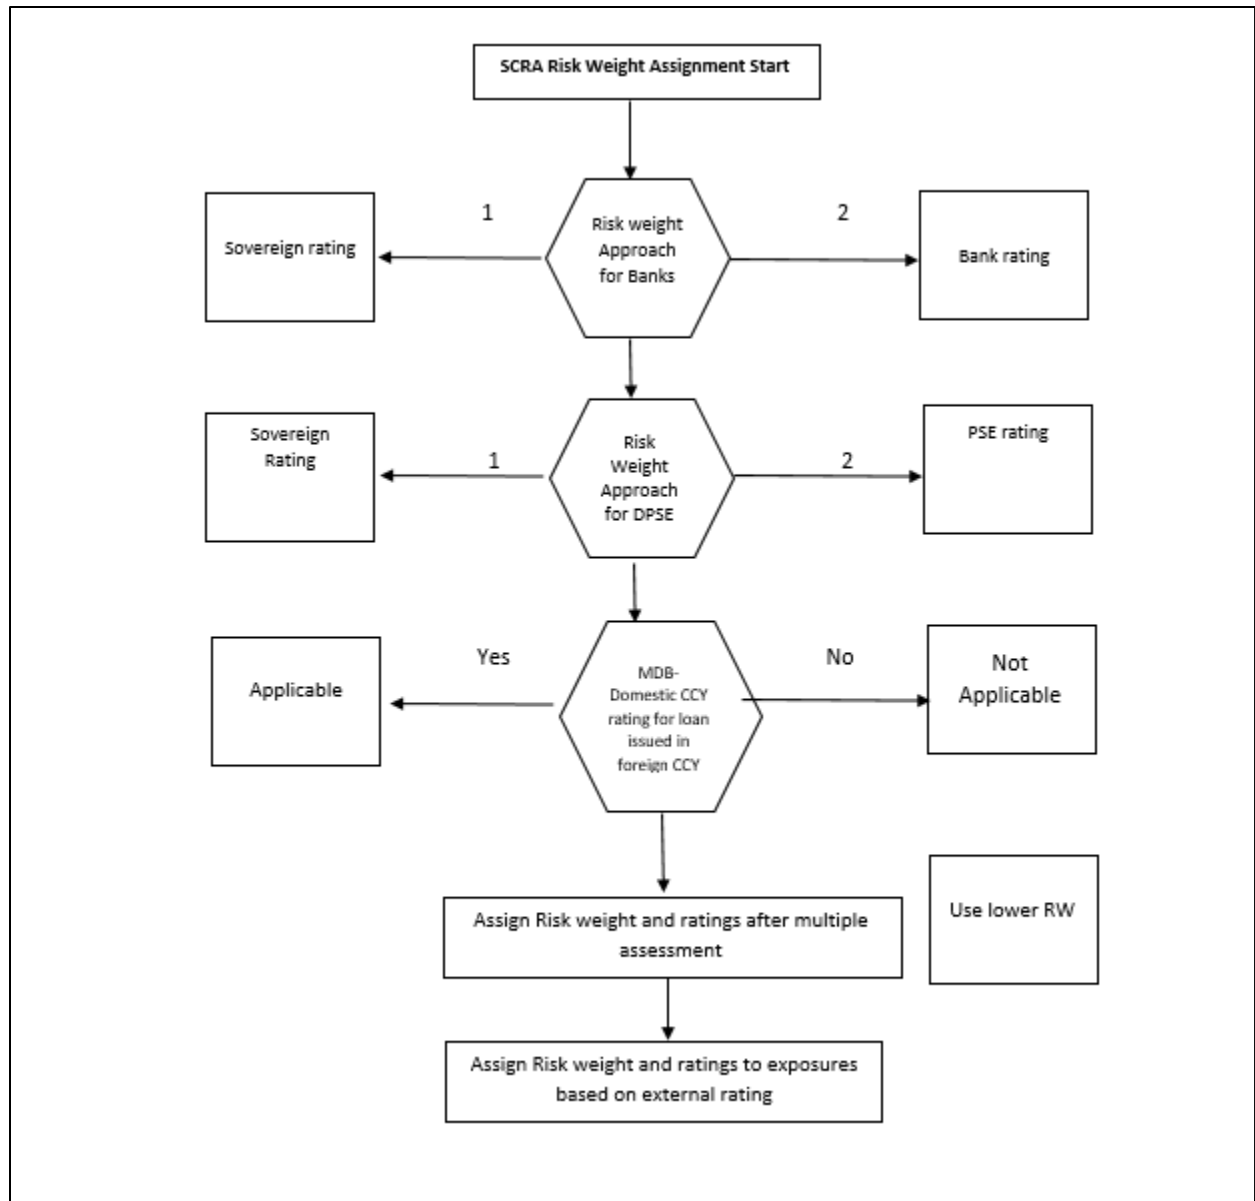 SCRA Risk Weight Assignment Start
1
2
Sovereign rating
Risk weight
Approach
for Banks
Bank rating
Sovereign
Rating
1
Risk
Weight
Approach
for DPSE
2
PSE rating
Applicable
Yes
MDB-
Domestic CCY
rating for loan
issued in
foreign CCY
No
Not
Applicable
Assign Risk weight and ratings after multiple
assessment
Use lower RW
Assign Risk weight and ratings to exposures
based on external rating